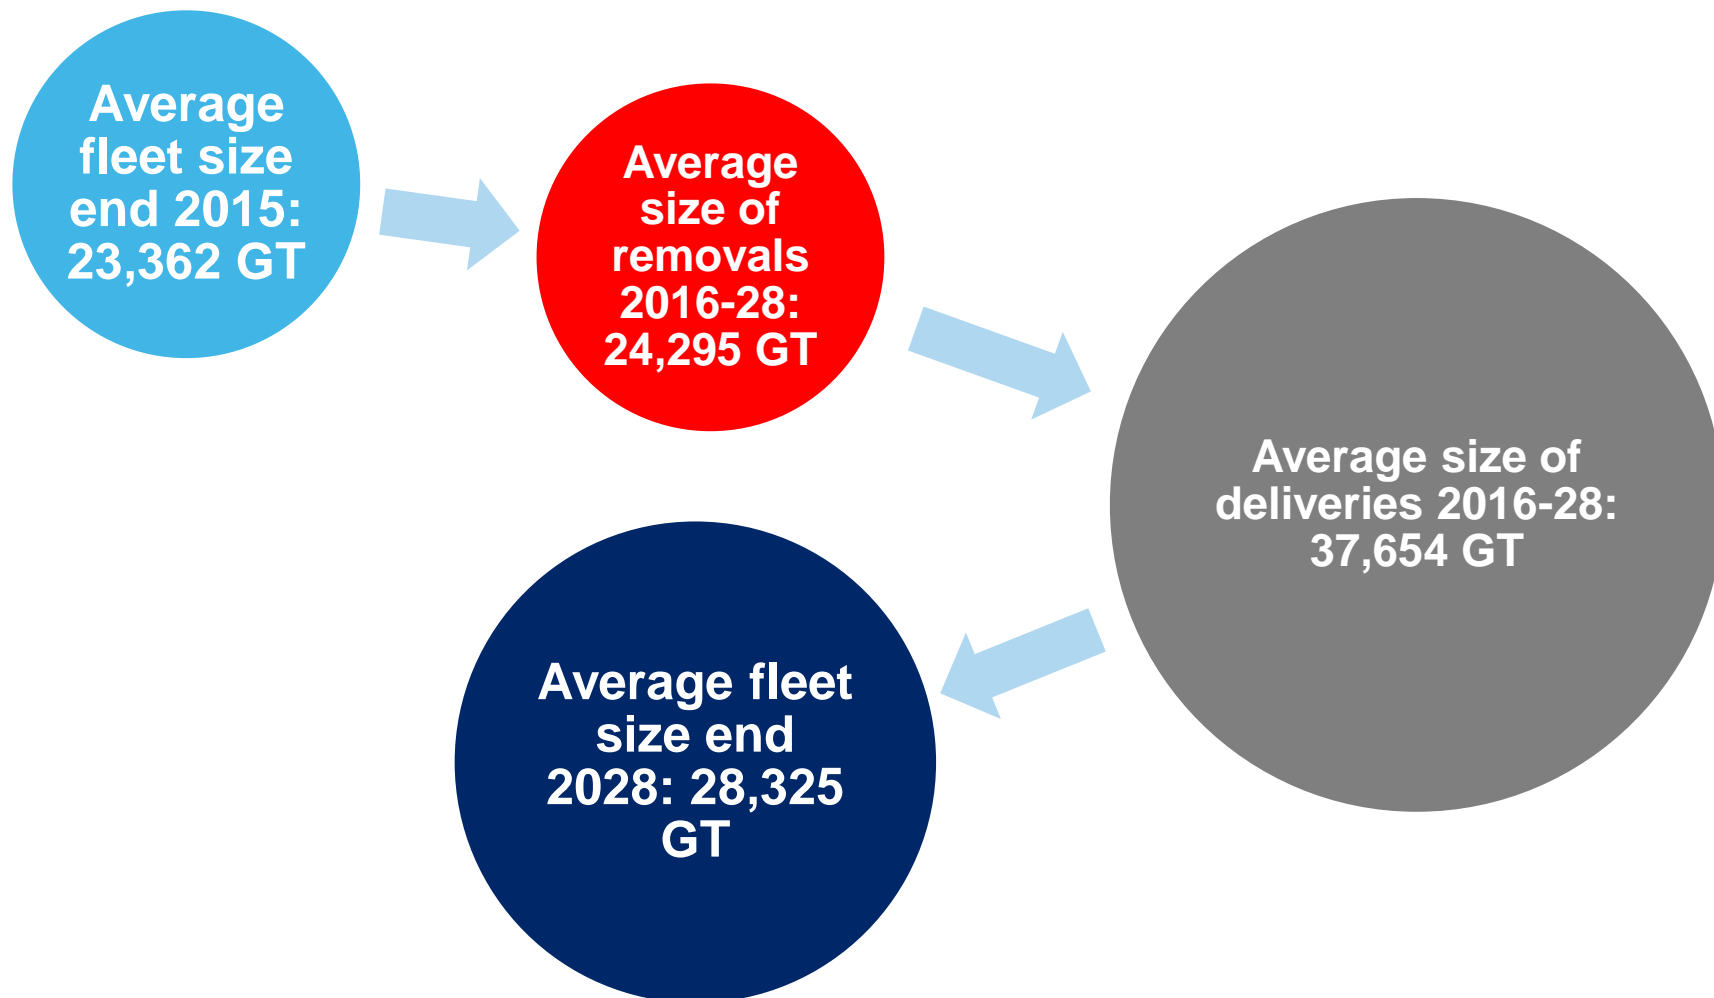 Average
fleet size
end 2015:
23,362 GT
Average
size of
removals
2016-28:
24,295 GT
Average size of
deliveries 2016-28:
37,654 GT
Average fleet
size end
2028: 28,325
GT